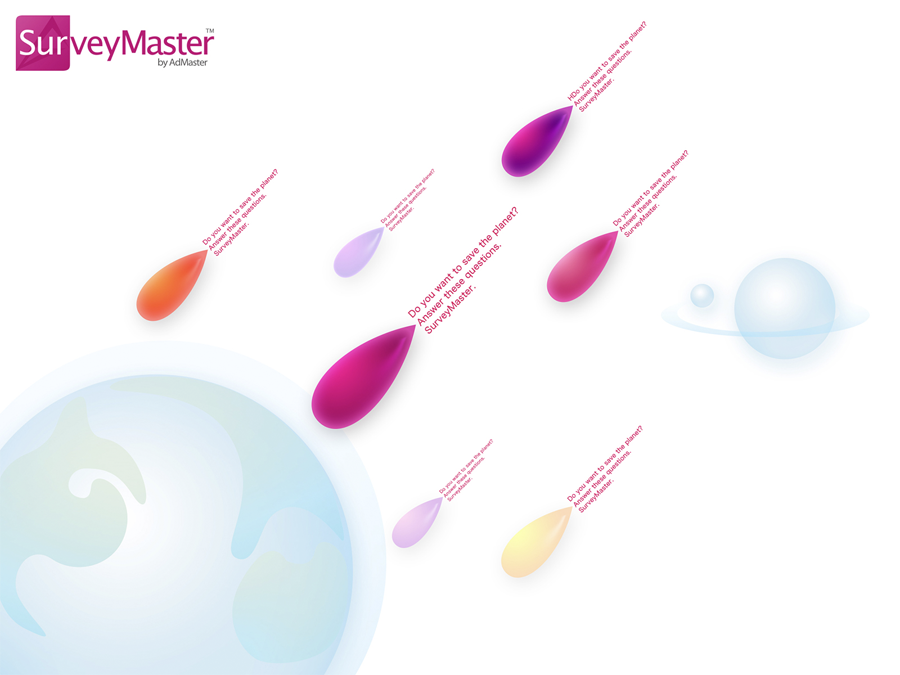 SurveyMaster™
by AdMaster
HDo you want to save the planet?
Answer these questions.
SurveyMaster.
Do you want to save the planet?
Answer these questions.
SurveyMaster.
Do you want to save the planet?
Answer these questions.
SurveyMaster.
Do you want to save the planet?
Answer these questions.
SurveyMaster.
Do you want to save the planet?
Answer these questions.
SurveyMaster.
Do you want to save the planet?
Answer these questions.
SurveyMaster.
Do you want to save the planet?
Answer these questions.
SurveyMaster.